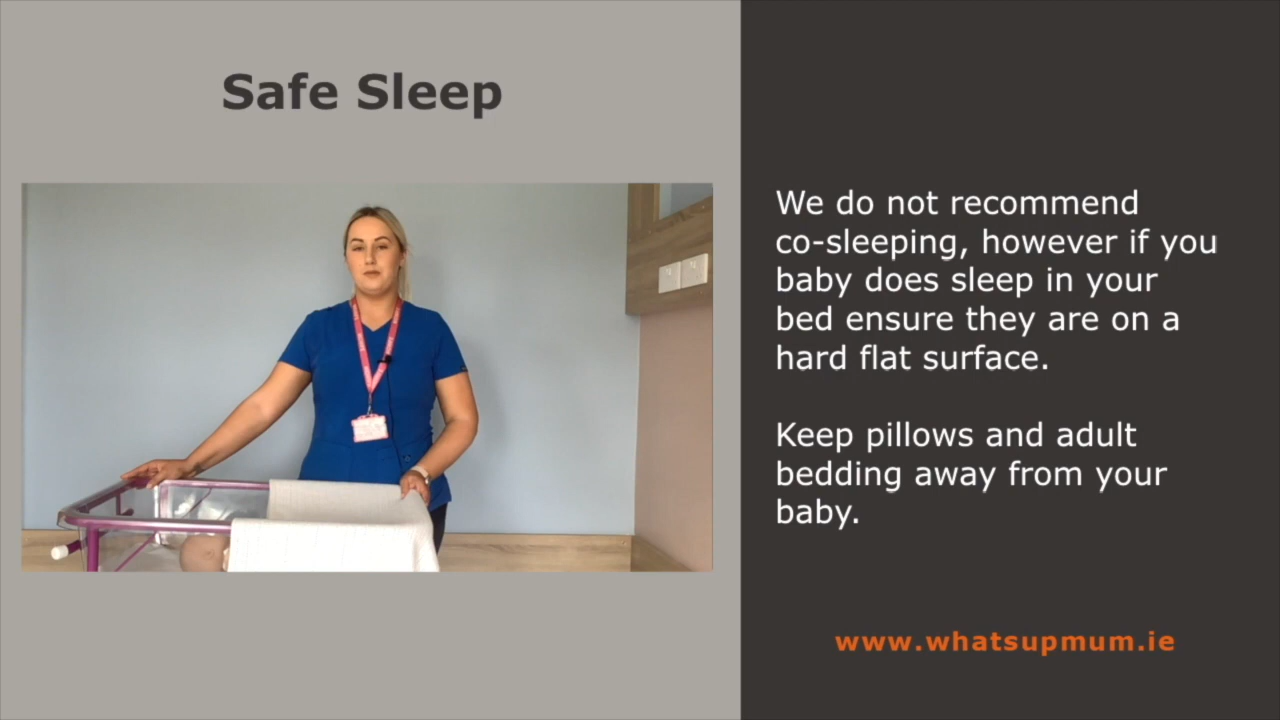 Safe Sleep
We do not recommend
co-sleeping, however if you
baby does sleep in your
bed ensure they are on a
hard flat surface.
Keep pillows and adult
bedding away from your
baby.
www.whatsupmum.ie